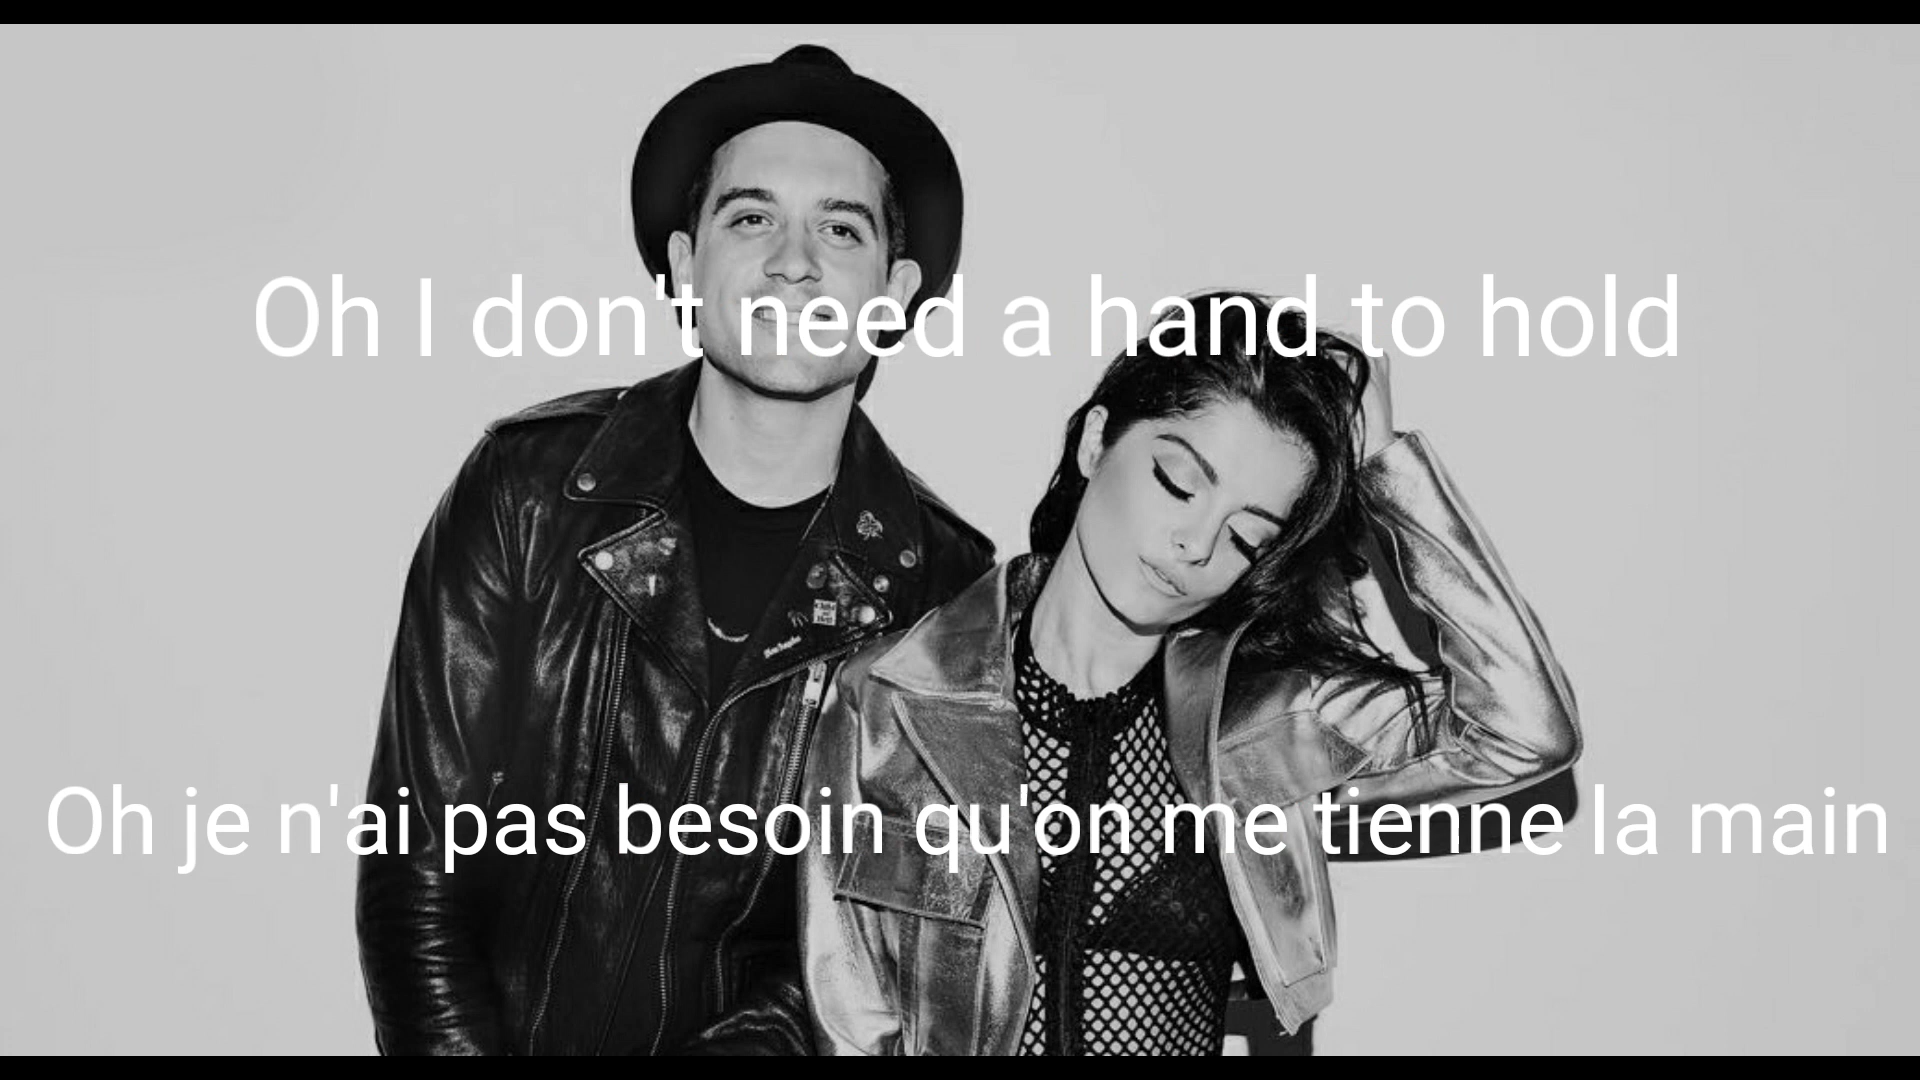 Oh I don't need a hand to hold
Oh je n'ai pas besoin qu'on me tienne la main